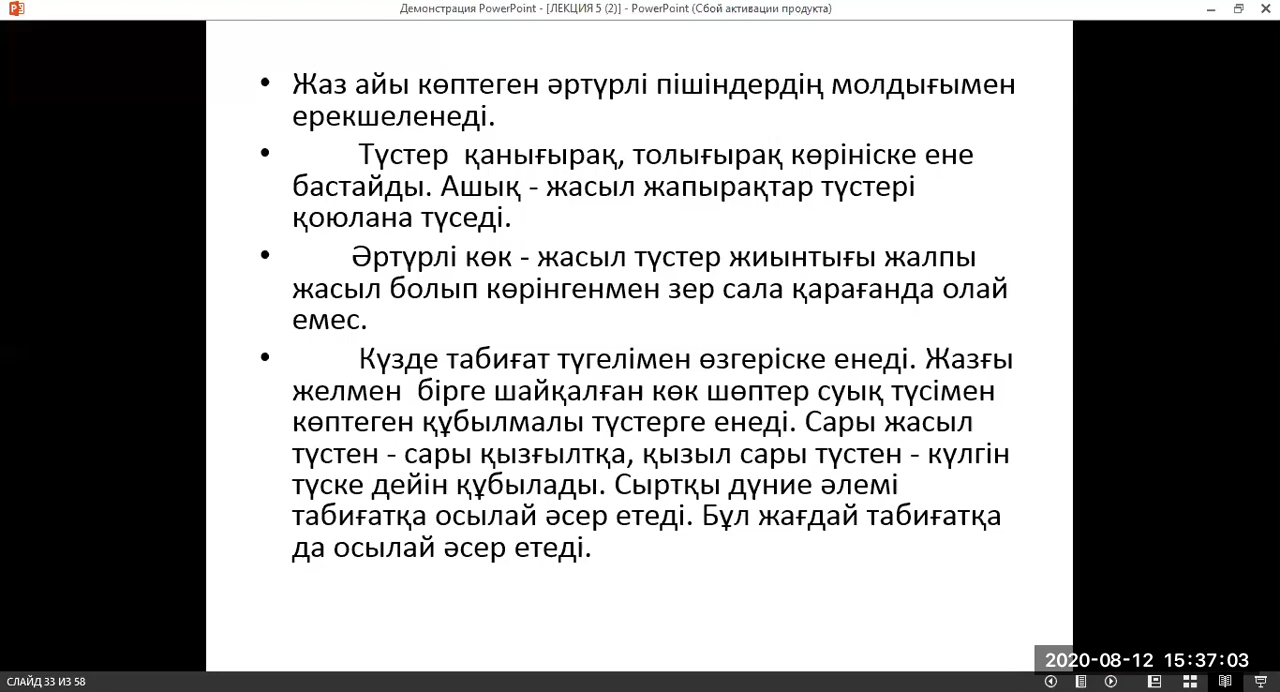 Демонстрация PowerPoint - [ЛЕКЦИЯ 5 (2)] - PowerPoint (Сбой активации продукта)
• Жаз айы көптеген әртүрлі пішіндердің молдығымен
ерекшеленеді.
• Түстер қанығырақ, толығырақ көрініске ене
бастайды. Ашық - жасыл жапырақтар түстері
қоюлана түседі.
• Әртүрлі көк - жасыл түстер жиынтығы жалпы
жасыл болып көрінгенмен зер сала қарағанда олай
емес.
• Күзде табиғат түгелімен өзгеріске енеді. Жазғы
желмен бірге шайқалған көк шөптер суық түсімен
көптеген құбылмалы түстерге енеді. Сары жасыл
түстен - сары қызғылтқа, қызыл сары түстен - күлгін
түске дейін құбылады. Сыртқы дүние әлемі
табиғатқа осылай әсер етеді. Бұл жағдай табиғатқа
да осылай әсер етеді.
2020-08-12 15:37:03
СЛАЙД 33 ИЗ 58